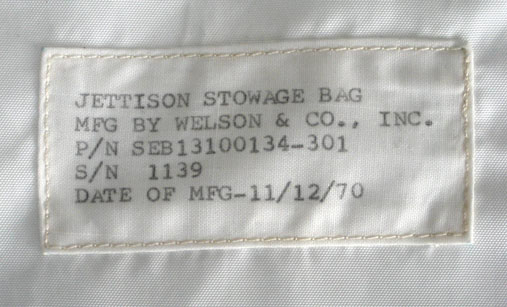 JETTISON STOWAGE BAG
MFG BY WELSON & CO., INC.
P/N SEB13100134-301
S/N 1139
DATE OF MFG-11/12/70